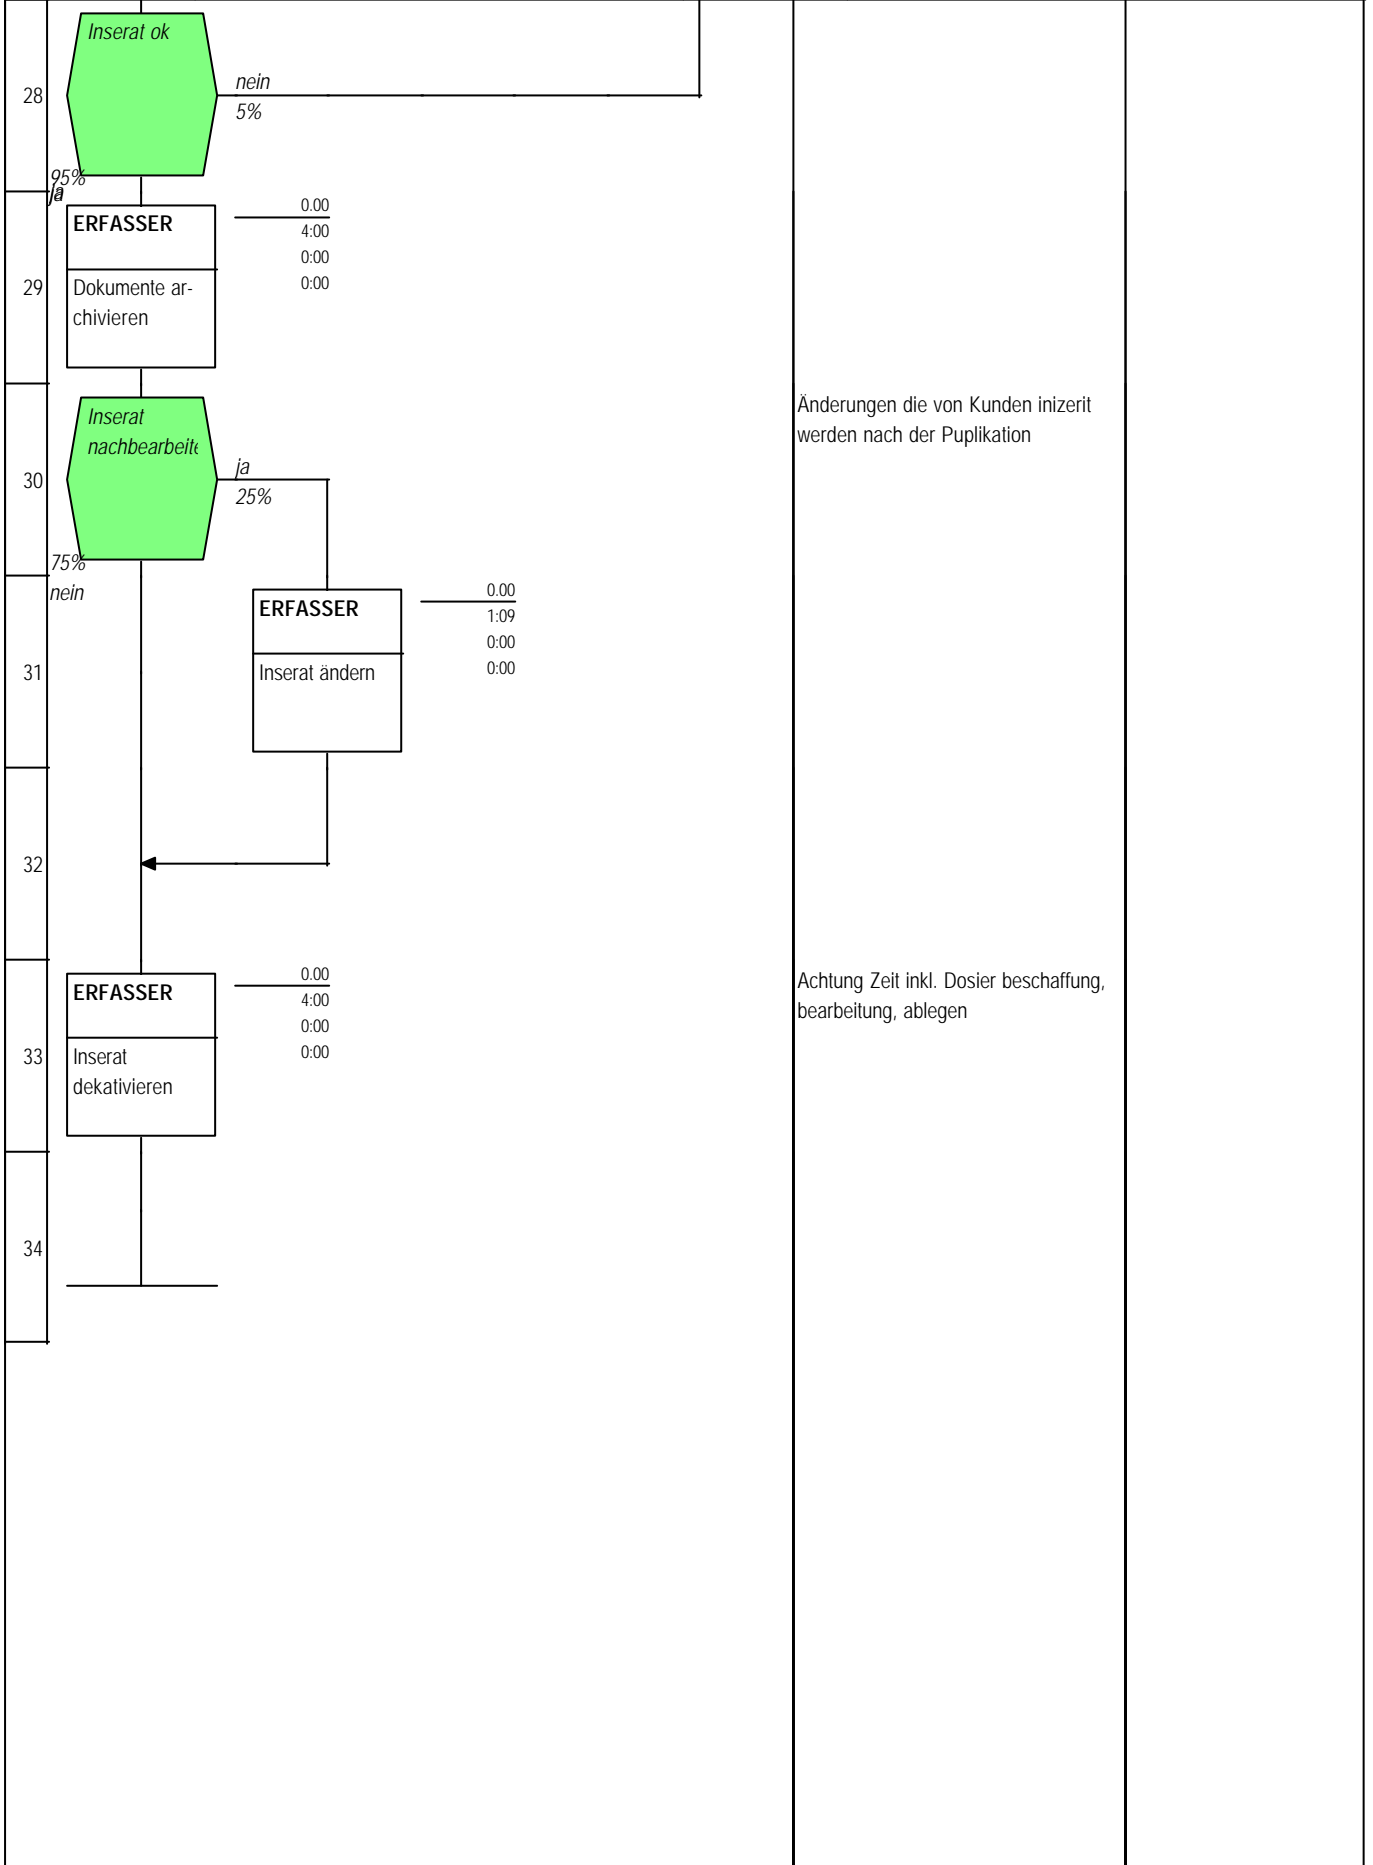 Inserat ok
28
nein
5%
95%
ja
ERFASSER
0.00
4:00
0:00
0:00
29
Dokumente ar-
chivieren
Inserat
nachbearbeite
30
ja
25%
Änderungen die von Kunden inizerit
werden nach der Puplikation
75%
nein
ERFASSER
0.00
1:09
0:00
0:00
31
Inserat ändern
32
ERFASSER
0.00
4:00
0:00
0:00
Achtung Zeit inkl. Dosier beschaffung,
bearbeitung, ablegen
33
Inserat
dekativieren
34